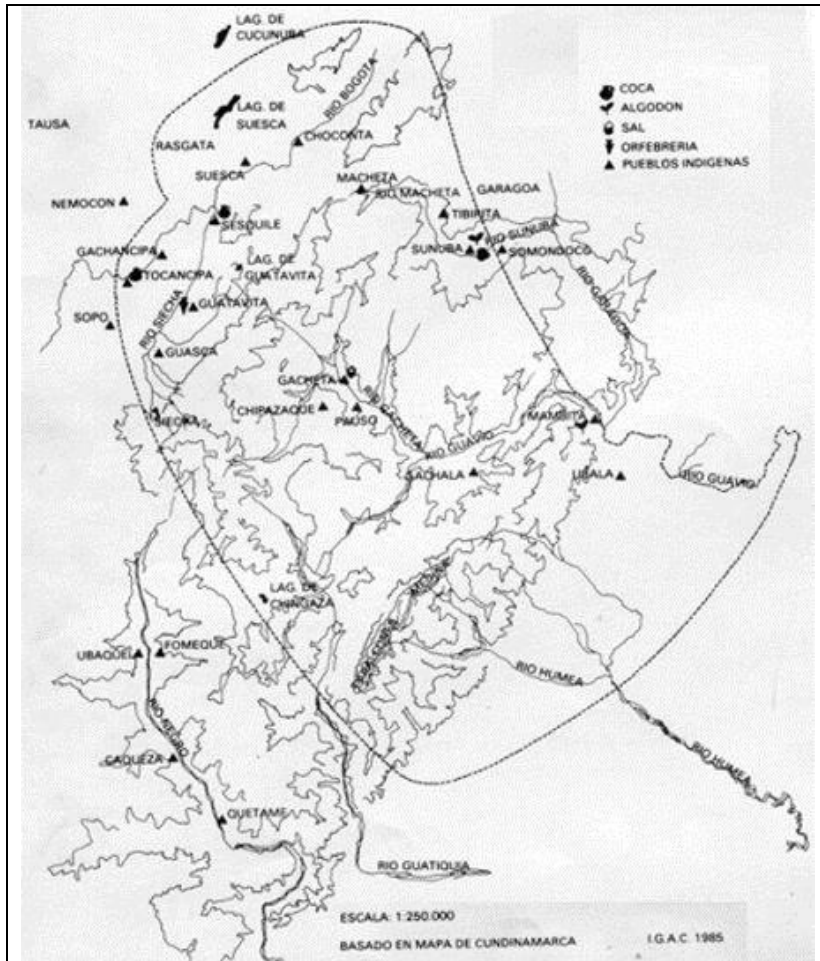 LAG. DE
CUCUNUBA
LAG. DE
SUESCA
RIO BOGOTA
COCA
ALGODON
SAL
ORFEBRERIA
PUEBLOS INDIGENAS
TAUSA
RASGATA
CHOCONTA
SUESCA
MACHETA
RIO MACHETA
GARAGOA
NEMOCON
SESQUILE
TIBIRITA
RIO SUNUBA
SUNUBA
SOMONDOCO
GACHANCIPA
LAG. DE
GUATAVITA
TOCANCIPA
GUATAVITA
SOPO
RIO SIECHA
GUASCA
GACHETA
RIO GACHETA
CHIPAZAQUE
PAUSO
SIECHA
MAMBITA
RIO GUAVIO
GACHALA
UBALA
RIO GUAVIO
MEDINA
LAG. DE
CHINGAZA
UBAQUE
FOMEQUE
RIO HUMEA
RIO NEGRO
CAQUEZA
RIO HUMEA
QUETAME
RIO GUATIQUIA
ESCALA: 1:250.000
BASADO EN MAPA DE CUNDINAMARCA
I.G.A.C. 1985